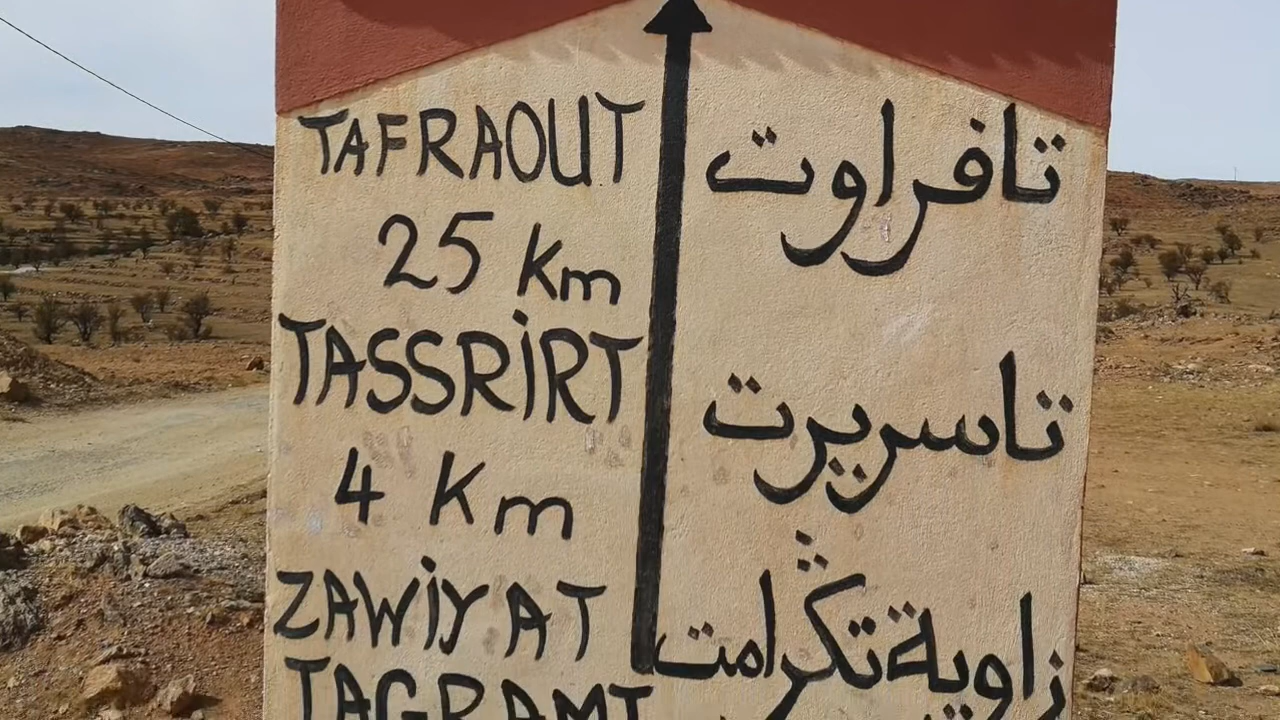 TAFRAOUT
25 Km
TASSRIRT
4 Km
ZAWIYAT
TAGRAMT
تافراوت
تاسريرت
زاوية تڭرامت